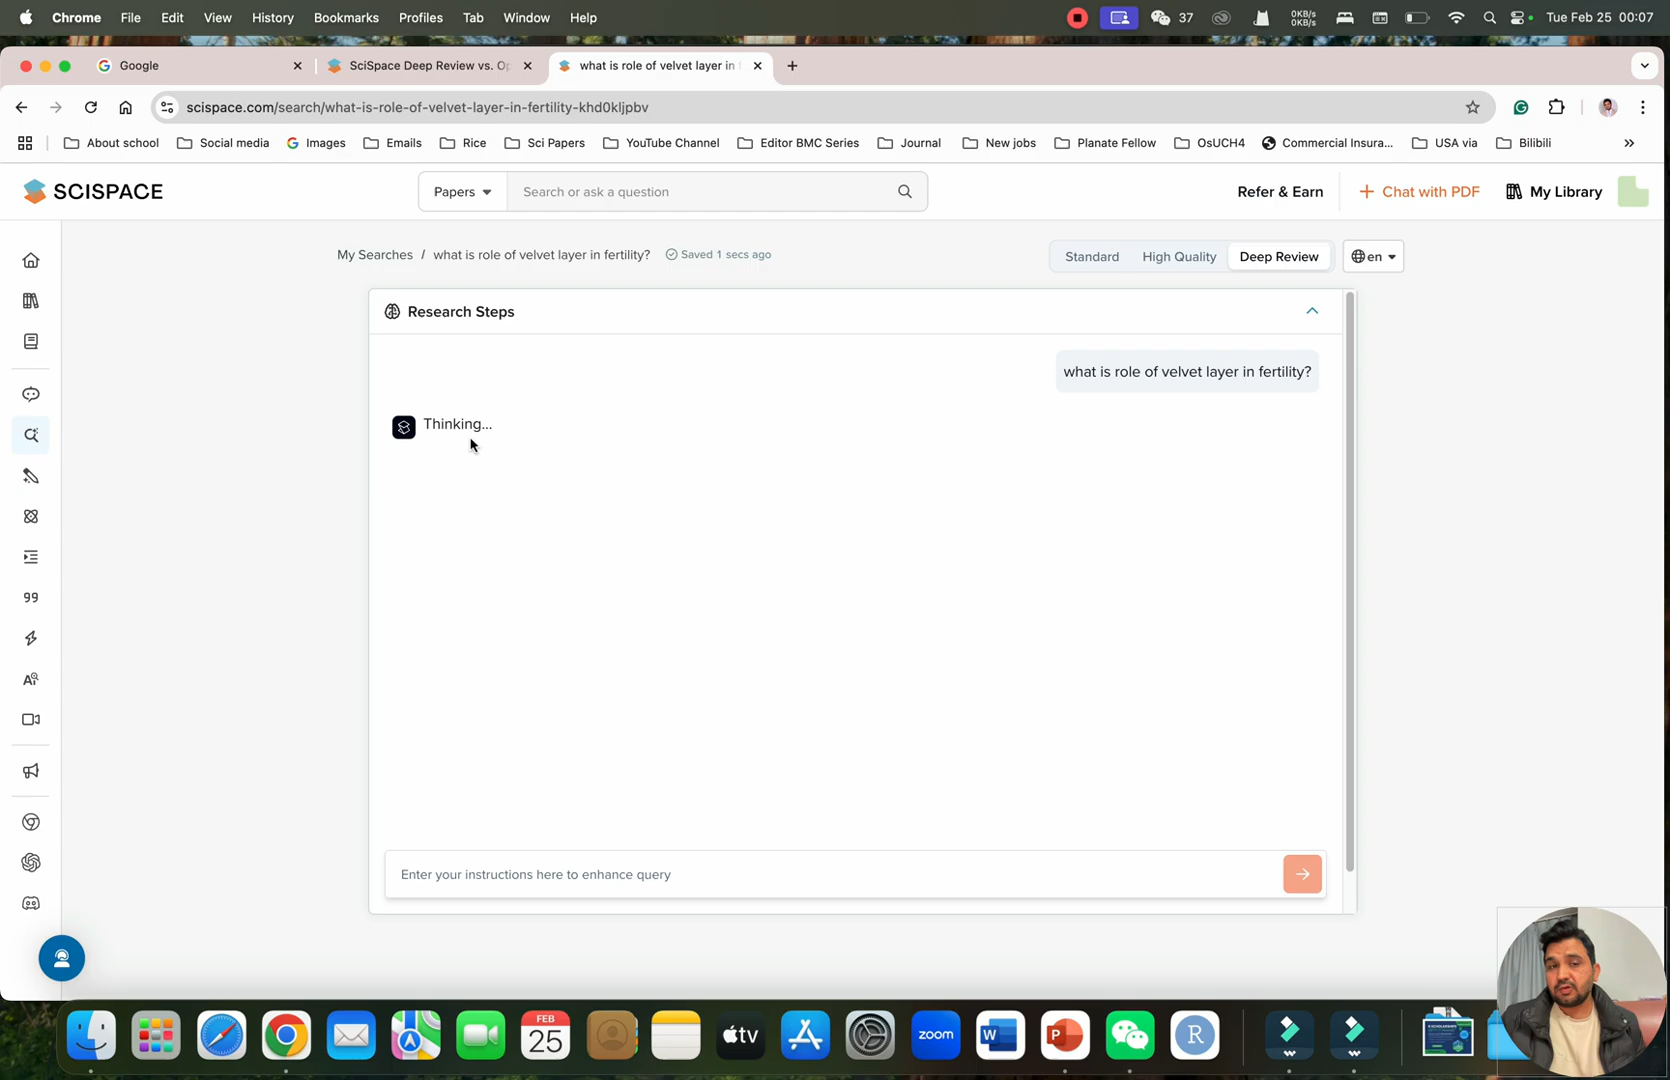 Chrome File Edit View History Bookmarks Profiles Tab Window Help 37 0KB/s 0KB/s Tue Feb 25 00:07
Google SciSpace Deep Review vs. Op what is role of velvet layer in
scispace.com/search/what-is-role-of-velvet-layer-in-fertility-khd0kljpbv
About school Social media Images Emails Rice Sci Papers YouTube Channel Editor BMC Series Journal New jobs Planate Fellow OsUCH4 Commercial Insura... USA via Bilibili
SCISPACE Papers Search or ask a question Refer & Earn Chat with PDF My Library
My Searches / what is role of velvet layer in fertility? Saved 1 secs ago Standard High Quality Deep Review en
Research Steps
what is role of velvet layer in fertility?
Thinking...
Enter your instructions here to enhance query
FEB
25
tv
zoom
W
P
R